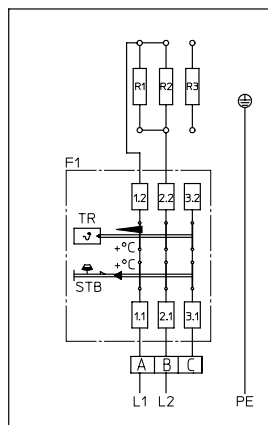 R1 R2 R3
F1
1.2 2.2 3.2
TR
ϑ
+°C
+°C
STB
1.1 2.1 3.1
A B C
L1 L2 PE